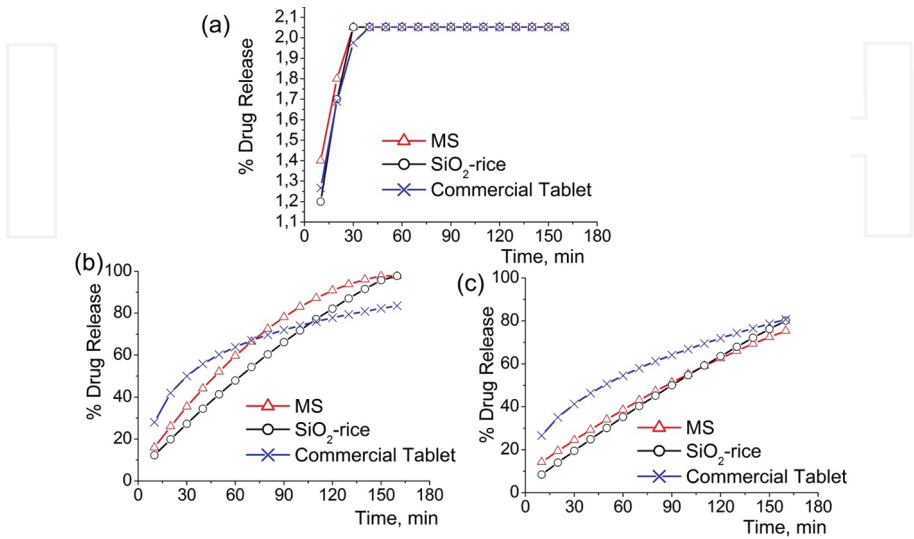 (a)
% Drug Release
2,1
2,0
1,9
1,8
1,7
1,6
1,5
1,4
1,3
1,2
1,1
MS
SiO2-rice
Commercial Tablet
0 30 60 90 120 150 180
Time, min
(b)
% Drug Release
100
80
60
40
20
0
MS
SiO2-rice
Commercial Tablet
0 30 60 90 120 150 180
Time, min
(c)
% Drug Release
100
80
60
40
20
0
MS
SiO2-rice
Commercial Tablet
0 30 60 90 120 150 180
Time, min